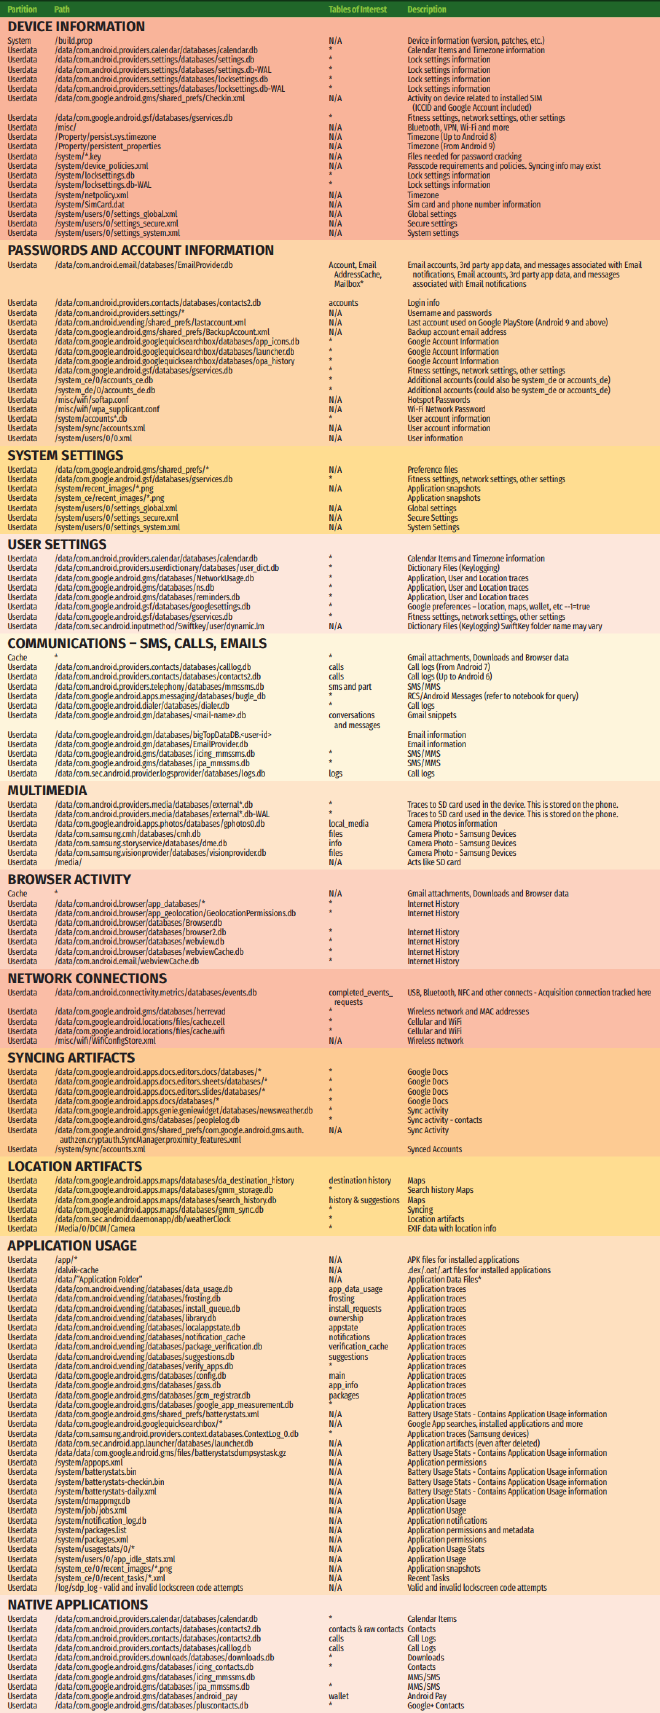 Partition Path Tables of Interest Description
DEVICE INFORMATION
System /build.prop N/A Device information (version, patches, etc.)
Userdata /data/com.android.providers.calendar/databases/calendar.db * Calendar Items and Timezone information
Userdata /data/com.android.providers.settings/databases/settings.db * Lock settings information
Userdata /data/com.android.providers.settings/databases/settings.db-WAL * Lock settings information
Userdata /data/com.android.providers.settings/databases/locksettings.db * Lock settings information
Userdata /data/com.android.providers.settings/databases/locksettings.db-WAL * Lock settings information
Userdata /data/com.google.android.gms/shared_prefs/Checkin.xml N/A Activity on device related to installed SIM
(ICCID and Google Account included)
Userdata /data/com.google.android.gsf/databases/gservices.db * Fitness settings, network settings, other settings
Userdata /misc/ N/A Bluetooth, VPN, Wi-Fi and more
Userdata /Property/persist.sys.timezone N/A Timezone (Up to Android 8)
Userdata /Property/persistent_properties N/A Timezone (From Android 9)
Userdata /system/*.key N/A Files needed for password cracking
Userdata /system/device_policies.xml N/A Passcode requirements and policies. Syncing info may exist
Userdata /system/locksettings.db * Lock settings information
Userdata /system/locksettings.db-WAL * Lock settings information
Userdata /system/netpolicy.xml N/A Timezone
Userdata /system/SimCard.dat N/A Sim card and phone number information
Userdata /system/users/0/settings_global.xml N/A Global settings
Userdata /system/users/0/settings_secure.xml N/A Secure settings
Userdata /system/users/0/settings_system.xml N/A System settings
PASSWORDS AND ACCOUNT INFORMATION
Userdata /data/com.android.email/databases/EmailProvider.db Account, Email Email accounts, 3rd party app data, and messages associated with Email
AddressCache, notifications, Email accounts, 3rd party app data, and messages
Mailbox* associated with Email notifications
Userdata /data/com.android.providers.contacts/databases/contacts2.db accounts Login info
Userdata /data/com.android.providers.settings/* N/A Username and passwords
Userdata /data/com.android.vending/shared_prefs/lastaccount.xml N/A Last account used on Google PlayStore (Android 9 and above)
Userdata /data/com.google.android.gms/shared_prefs/BackupAccount.xml N/A Backup account email address
Userdata /data/com.google.android.googlequicksearchbox/databases/app_icons.db * Google Account Information
Userdata /data/com.google.android.googlequicksearchbox/databases/launcher.db * Google Account Information
Userdata /data/com.google.android.googlequicksearchbox/databases/opa_history * Google Account Information
Userdata /data/com.google.android.gsf/databases/gservices.db * Fitness settings, network settings, other settings
Userdata /system_ce/0/accounts_ce.db * Additional accounts (could also be system_de or accounts_de)
Userdata /system_de/0/accounts_de.db * Additional accounts (could also be system_de or accounts_de)
Userdata /misc/wifi/softap.conf N/A Hotspot Passwords
Userdata /misc/wifi/wpa_supplicant.conf N/A Wi-Fi Network Password
Userdata /system/accounts*.db * User account information
Userdata /system/sync/accounts.xml N/A User account information
Userdata /system/users/0/0.xml N/A User information
SYSTEM SETTINGS
Userdata /data/com.google.android.gms/shared_prefs/* N/A Preference files
Userdata /data/com.google.android.gsf/databases/gservices.db * Fitness settings, network settings, other settings
Userdata /system/recent_images/*.png N/A Application snapshots
Userdata /system_ce/recent_images/*.png Application snapshots
Userdata /system/users/0/settings_global.xml N/A Global settings
Userdata /system/users/0/settings_secure.xml N/A Secure Settings
Userdata /system/users/0/settings_system.xml N/A System Settings
USER SETTINGS
Userdata /data/com.android.providers.calendar/databases/calendar.db * Calendar Items and Timezone information
Userdata /data/com.android.providers.userdictionary/databases/user_dict.db * Dictionary Files (Keylogging)
Userdata /data/com.google.android.gms/databases/NetworkUsage.db * Application, User and Location traces
Userdata /data/com.google.android.gms/databases/ns.db * Application, User and Location traces
Userdata /data/com.google.android.gms/databases/reminders.db * Application, User and Location traces
Userdata /data/com.google.android.gsf/databases/googlesettings.db * Google preferences – location, maps, wallet, etc --1=true
Userdata /data/com.google.android.gsf/databases/gservices.db * Fitness settings, network settings, other settings
Userdata /data/com.sec.android.inputmethod/Swiftkey/user/dynamic.lm N/A Dictionary Files (Keylogging) SwiftKey folder name may vary
COMMUNICATIONS – SMS, CALLS, EMAILS
Cache * * Gmail attachments, Downloads and Browser data
Userdata /data/com.android.providers.contacts/databases/calllog.db calls Call logs (From Android 7)
Userdata /data/com.android.providers.contacts/databases/contacts2.db calls Call logs (Up to Android 6)
Userdata /data/com.android.providers.telephony/databases/mmssms.db sms and part SMS/MMS
Userdata /data/com.google.android.apps.messaging/databases/bugle_db * RCS/Android Messages (refer to notebook for query)
Userdata /data/com.google.android.dialer/databases/dialer.db * Call logs
Userdata /data/com.google.android.gm/databases/<mail-name>.db conversations Gmail snippets
and messages
Userdata /data/com.google.android.gm/databases/bigTopDataDB.<user-id> Email information
Userdata /data/com.google.android.gm/databases/EmailProvider.db Email information
Userdata /data/com.google.android.gms/databases/icing_mmssms.db * SMS/MMS
Userdata /data/com.google.android.gms/databases/ipa_mmssms.db * SMS/MMS
Userdata /data/com.sec.android.provider.logsprovider/databases/logs.db logs Call logs
MULTIMEDIA
Userdata /data/com.android.providers.media/databases/external*.db * Traces to SD card used in the device. This is stored on the phone.
Userdata /data/com.android.providers.media/databases/external*.db-WAL * Traces to SD card used in the device. This is stored on the phone.
Userdata /data/com.google.android.apps.photos/databases/gphotos0.db local_media Camera Photos information
Userdata /data/com.samsung.cmh/databases/cmh.db files Camera Photo - Samsung Devices
Userdata /data/com.samsung.storyservice/databases/dme.db info Camera Photo - Samsung Devices
Userdata /data/com.samsung.visionprovider/databases/visionprovider.db files Camera Photo - Samsung Devices
Userdata /media/ N/A Acts like SD card
BROWSER ACTIVITY
Cache * N/A Gmail attachments, Downloads and Browser data
Userdata /data/com.android.browser/app_databases/* * Internet History
Userdata /data/com.android.browser/app_geolocation/GeolocationPermissions.db * Internet History
Userdata /data/com.android.browser/databases/Browser.db
Userdata /data/com.android.browser/databases/browser2.db * Internet History
Userdata /data/com.android.browser/databases/webview.db * Internet History
Userdata /data/com.android.browser/databases/webviewCache.db * Internet History
Userdata /data/com.android.email/webviewCache.db * Internet History
NETWORK CONNECTIONS
Userdata /data/com.android.connectivity.metrics/databases/events.db completed_events_ USB, Bluetooth, NFC and other connects - Acquisition connection tracked here
requests
Userdata /data/com.google.android.gms/databases/herrevad * Wireless network and MAC addresses
Userdata /data/com.google.android.locations/files/cache.cell * Cellular and WiFi
Userdata /data/com.google.android.locations/files/cache.wifi * Cellular and WiFi
Userdata /misc/wifi/WifiConfigStore.xml N/A Wireless network
SYNCING ARTIFACTS
Userdata /data/com.google.android.apps.docs.editors.docs/databases/* * Google Docs
Userdata /data/com.google.android.apps.docs.editors.sheets/databases/* * Google Docs
Userdata /data/com.google.android.apps.docs.editors.slides/databases/* * Google Docs
Userdata /data/com.google.android.apps.docs/databases/* * Google Docs
Userdata /data/com.google.android.apps.genie.geniewidget/databases/newsweather.db * Sync activity
Userdata /data/com.google.android.gms/databases/peoplelog.db * Sync activity - contacts
Userdata /data/com.google.android.gms/shared_prefs/com.google.android.gms.auth. N/A Sync Activity
authzen.cryptauth.SyncManager.proximity_features.xml
Userdata /system/sync/accounts.xml Synced Accounts
LOCATION ARTIFACTS
Userdata /data/com.google.android.apps.maps/databases/da_destination_history destination history Maps
Userdata /data/com.google.android.apps.maps/databases/gmm_storage.db * Search history Maps
Userdata /data/com.google.android.apps.maps/databases/search_history.db history & suggestions Maps
Userdata /data/com.google.android.apps.maps/databases/gmm_sync.db * Syncing
Userdata /data/com.sec.android.daemonapp/db/weatherClock * Location artifacts
Userdata /Media/0/DCIM/Camera * EXIF data with location info
APPLICATION USAGE
Userdata /app/* N/A APK files for installed applications
Userdata /dalvik-cache N/A .dex/.oat/.art files for installed applications
Userdata /data/"Application Folder" N/A Application Data Files*
Userdata /data/com.android.vending/databases/data_usage.db app_data_usage Application traces
Userdata /data/com.android.vending/databases/frosting.db frosting Application traces
Userdata /data/com.android.vending/databases/install_queue.db install_requests Application traces
Userdata /data/com.android.vending/databases/library.db ownership Application traces
Userdata /data/com.android.vending/databases/localappstate.db appstate Application traces
Userdata /data/com.android.vending/databases/notification_cache notifications Application traces
Userdata /data/com.android.vending/databases/package_verification.db verification_cache Application traces
Userdata /data/com.android.vending/databases/suggestions.db suggestions Application traces
Userdata /data/com.android.vending/databases/verify_apps.db * Application traces
Userdata /data/com.google.android.gms/databases/config.db main Application traces
Userdata /data/com.google.android.gms/databases/gass.db app_info Application traces
Userdata /data/com.google.android.gms/databases/gcm_registrar.db packages Application traces
Userdata /data/com.google.android.gms/databases/google_app_measurement.db * Application traces
Userdata /data/com.google.android.gms/shared_prefs/batterystats.xml N/A Battery Usage Stats - Contains Application Usage information
Userdata /data/com.google.android.googlequicksearchbox/* N/A Google App searches, installed applications and more
Userdata /data/com.samsung.android.providers.context.databases.ContextLog_0.db * Application traces (Samsung devices)
Userdata /data/com.sec.android.app.launcher/databases/launcher.db N/A Application artifacts (even after deleted)
Userdata /data/data/com.google.android.gms/files/batterystatsdumpsystask.gz N/A Battery Usage Stats - Contains Application Usage information
Userdata /system/appops.xml N/A Application permissions
Userdata /system/batterystats.bin N/A Battery Usage Stats - Contains Application Usage information
Userdata /system/batterystats-checkin.bin N/A Battery Usage Stats - Contains Application Usage information
Userdata /system/batterystats-daily.xml N/A Battery Usage Stats - Contains Application Usage information
Userdata /system/dmappmgr.db N/A Application Usage
Userdata /system/job/jobs.xml N/A Application Usage
Userdata /system/notification_log.db N/A Application notifications
Userdata /system/packages.list N/A Application permissions and metadata
Userdata /system/packages.xml N/A Application permissions
Userdata /system/usagestats/0/* N/A Application Usage Stats
Userdata /system/users/0/app_idle_stats.xml N/A Application Usage
Userdata /system_ce/0/recent_images/*.png N/A Application snapshots
Userdata /system_ce/0/recent_tasks/*.xml N/A Recent Tasks
Userdata /log/sdp_log - valid and invalid lockscreen code attempts N/A Valid and invalid lockscreen code attempts
NATIVE APPLICATIONS
Userdata /data/com.android.providers.calendar/databases/calendar.db * Calendar Items
Userdata /data/com.android.providers.contacts/databases/contacts2.db contacts & raw contacts Contacts
Userdata /data/com.android.providers.contacts/databases/contacts2.db calls Call Logs
Userdata /data/com.android.providers.contacts/databases/calllog.db calls Call Logs
Userdata /data/com.android.providers.downloads/databases/downloads.db * Downloads
Userdata /data/com.google.android.gms/databases/icing_contacts.db * Contacts
Userdata /data/com.google.android.gms/databases/icing_mmssms.db MMS/SMS
Userdata /data/com.google.android.gms/databases/ipa_mmssms.db * MMS/SMS
Userdata /data/com.google.android.gms/databases/android_pay wallet Android Pay
Userdata /data/com.google.android.gms/databases/pluscontacts.db * Google+ Contacts